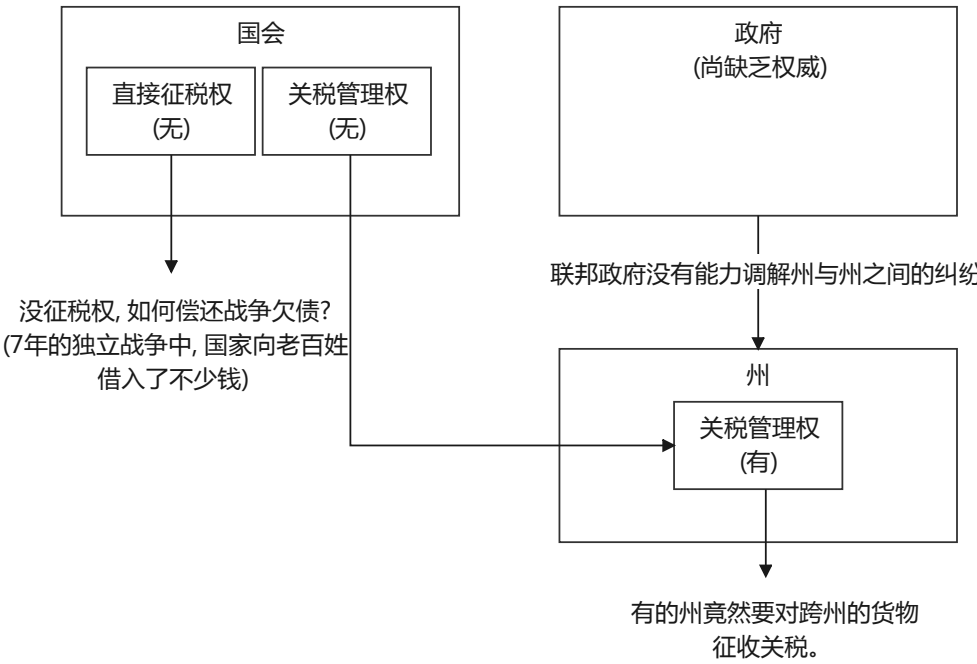 国会
直接征税权
(无)
关税管理权
(无)
没征税权, 如何偿还战争欠债?
(7年的独立战争中, 国家向老百姓
借入了不少钱)
政府
(尚缺乏权威)
联邦政府没有能力调解州与州之间的纠纷
州
关税管理权
(有)
有的州竟然要对跨州的货物
征收关税。